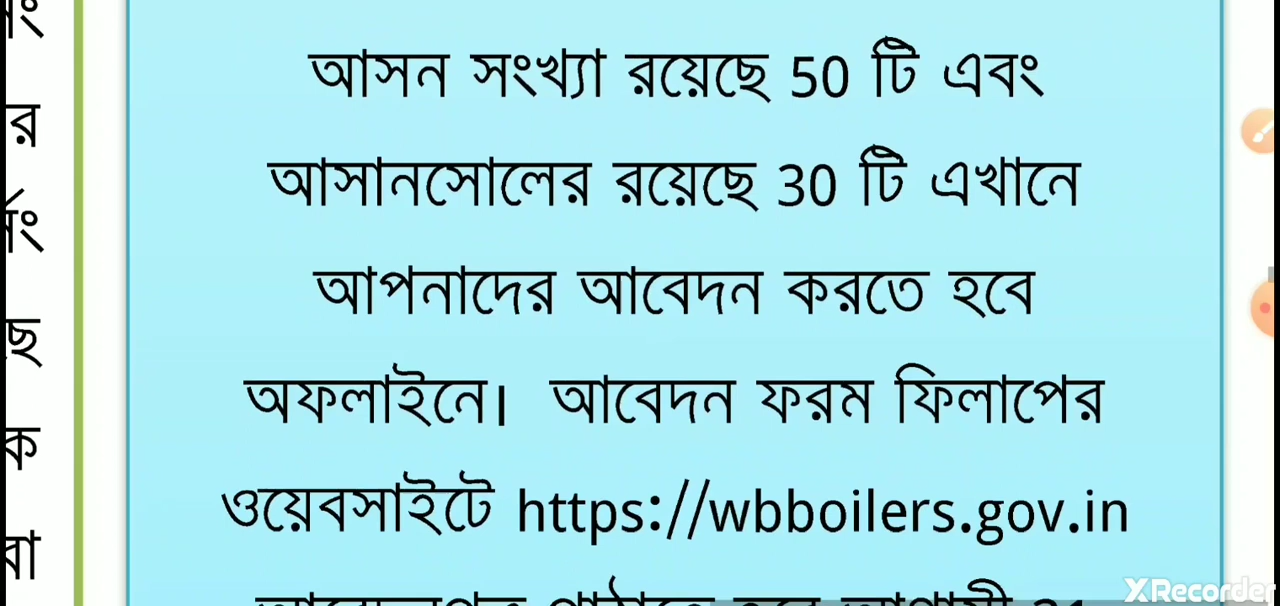 আসন সংখ্যা রয়েছে 50 টি এবং
আসানসোলের রয়েছে 30 টি এখানে
আপনাদের আবেদন করতে হবে
অফলাইনে। আবেদন ফরম ফিলাপের
ওয়েবসাইটে https://wbboilers.gov.in
XRecorder